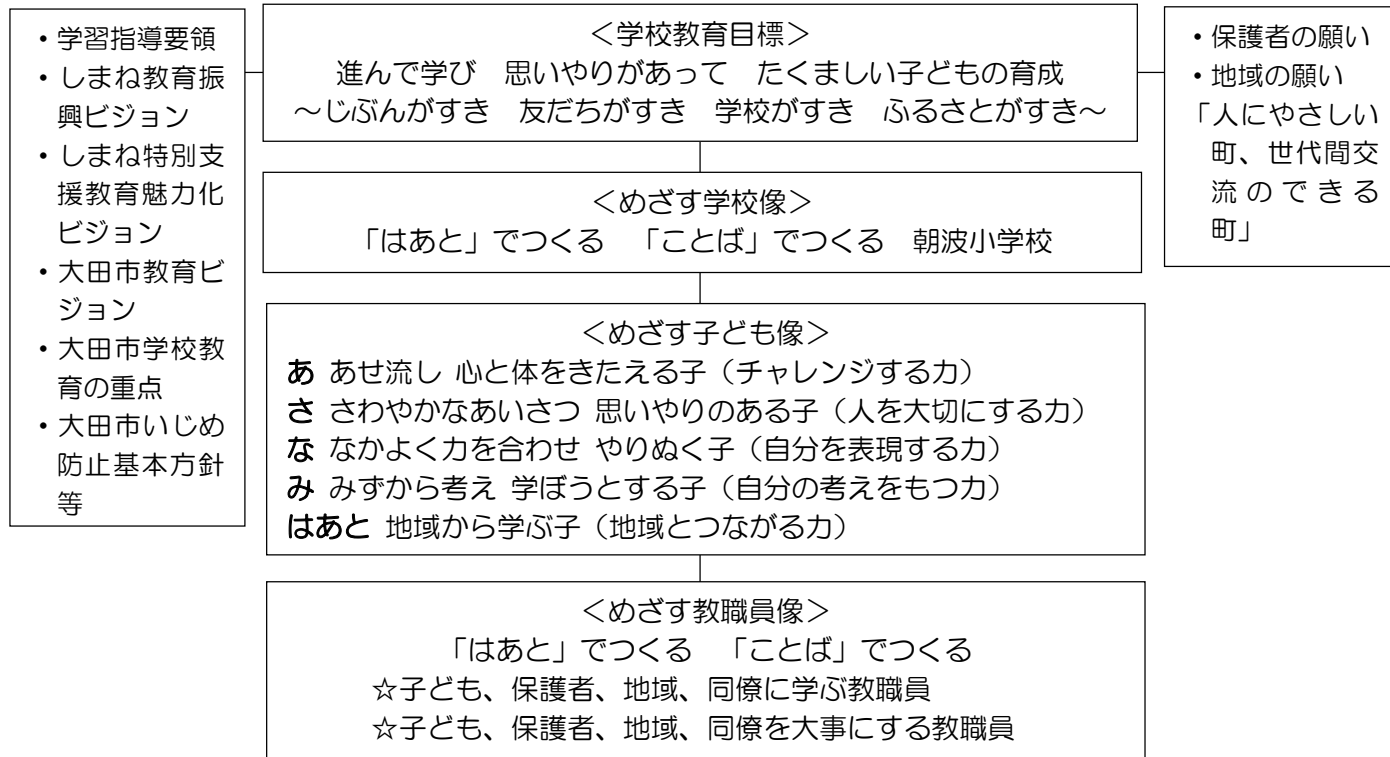 ・学習指導要領
・しまね教育振
興ビジョン
・しまね特別支
援教育魅力化
ビジョン
・大田市教育ビ
ジョン
・大田市学校教
育の重点
・大田市いじめ
防止基本方針
等
＜学校教育目標＞
進んで学び　思いやりがあって　たくましい子どもの育成
～じぶんがすき　友だちがすき　学校がすき　ふるさとがすき～
・保護者の願い
・地域の願い
「人にやさしい
町、世代間交
流のできる
町」
＜めざす学校像＞
「はあと」でつくる　「ことば」でつくる　朝波小学校
＜めざす子ども像＞
あ あせ流し 心と体をきたえる子（チャレンジする力）
さ さわやかなあいさつ 思いやりのある子（人を大切にする力）
な なかよく力を合わせ やりぬく子（自分を表現する力）
み みずから考え 学ぼうとする子（自分の考えをもつ力）
はあと 地域から学ぶ子（地域とつながる力）
＜めざす教職員像＞
「はあと」でつくる　「ことば」でつくる
☆子ども、保護者、地域、同僚に学ぶ教職員
☆子ども、保護者、地域、同僚を大事にする教職員